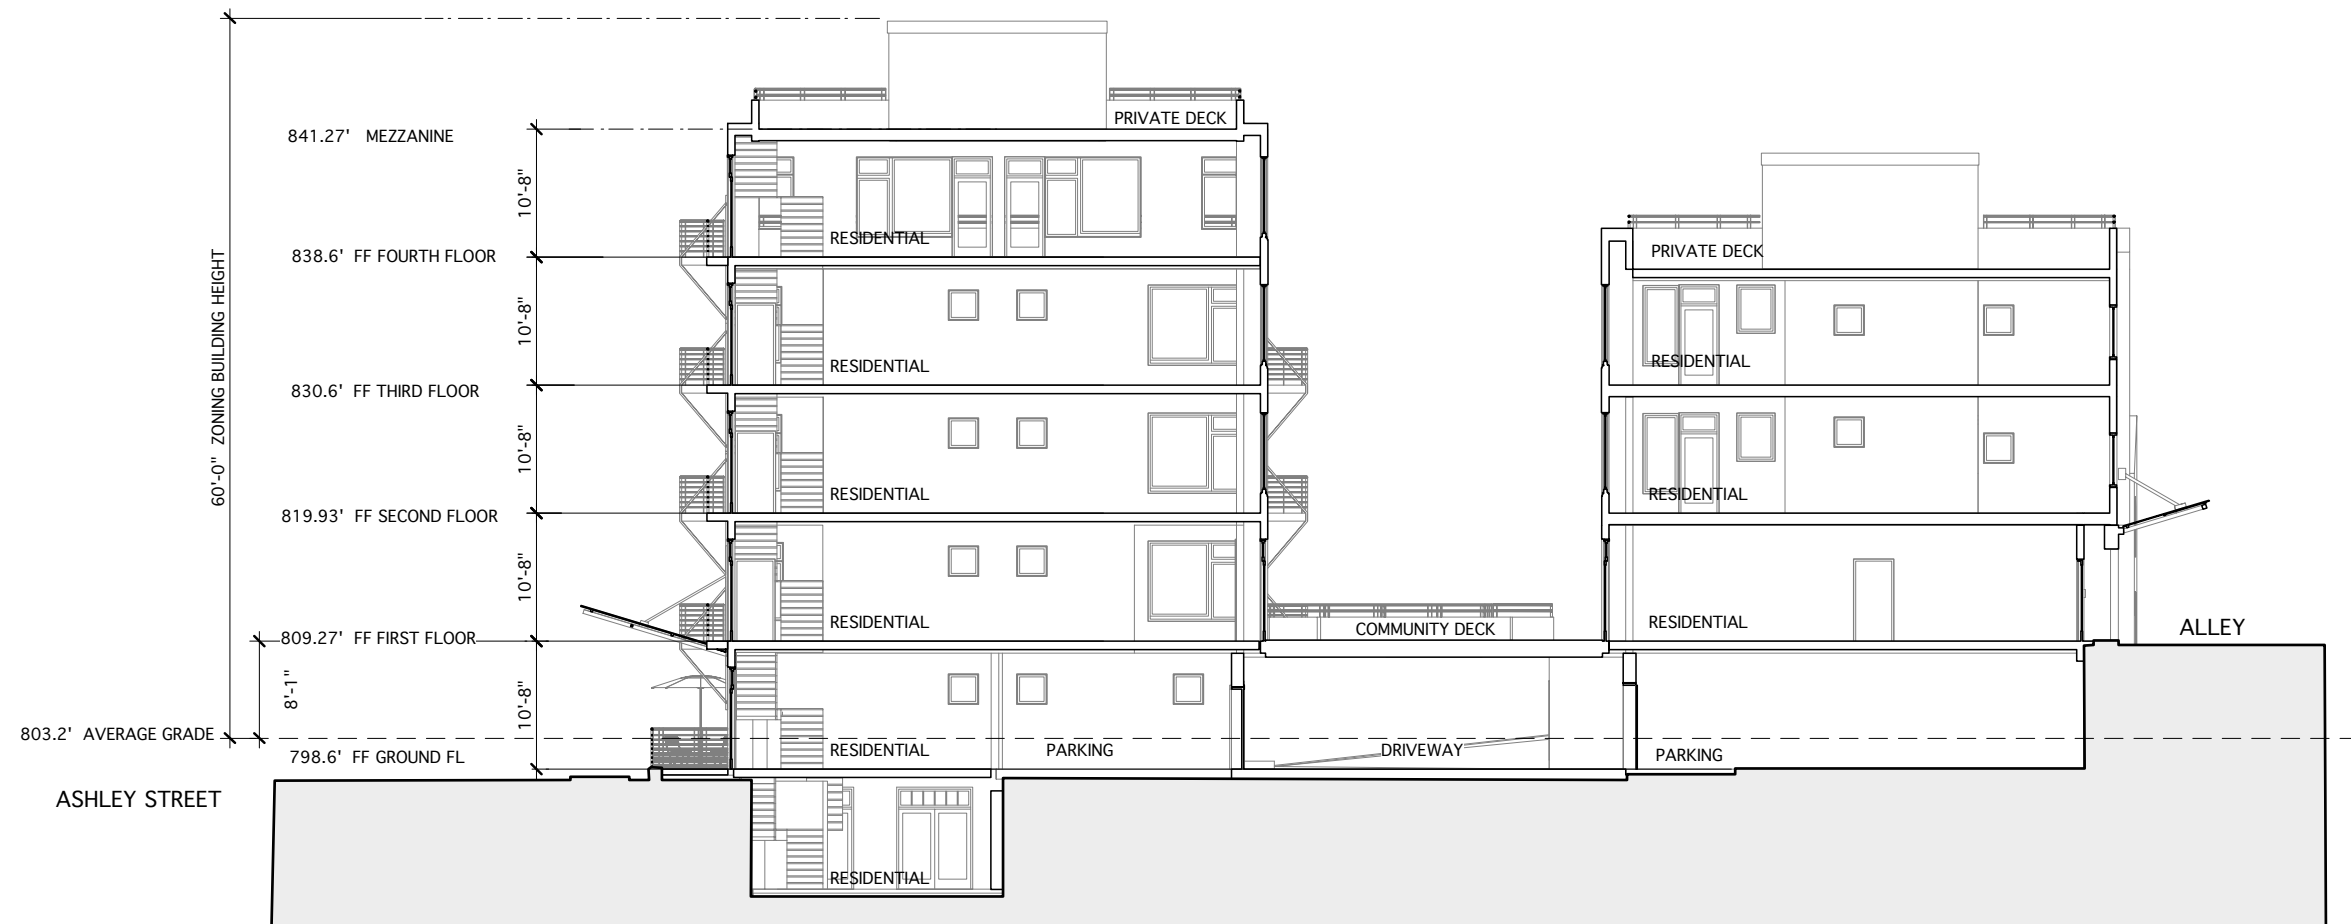 PRIVATE DECK
841.27' MEZZANINE
10'-8"
RESIDENTIAL
838.6' FF FOURTH FLOOR
PRIVATE DECK
60'-0" ZONING BUILDING HEIGHT
10'-8"
RESIDENTIAL
RESIDENTIAL
830.6' FF THIRD FLOOR
10'-8"
RESIDENTIAL
RESIDENTIAL
819.93' FF SECOND FLOOR
10'-8"
RESIDENTIAL
COMMUNITY DECK
RESIDENTIAL
ALLEY
809.27' FF FIRST FLOOR
8'-1"
10'-8"
803.2' AVERAGE GRADE
798.6' FF GROUND FL
RESIDENTIAL
PARKING
DRIVEWAY
PARKING
ASHLEY STREET
RESIDENTIAL